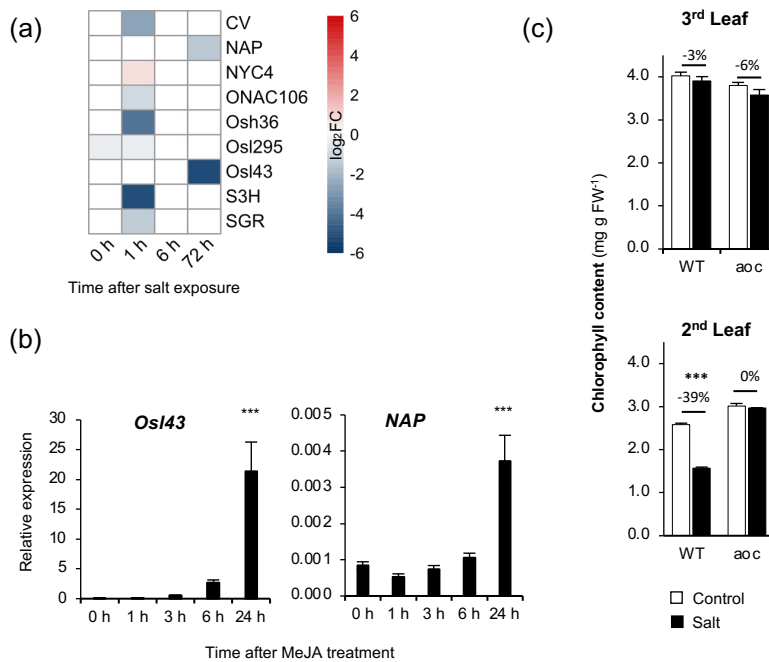 (a)
CV
NAP
NYC4
ONAC106
Osh36
Osl295
Osl43
S3H
SGR
0 h 1 h 6 h 72 h
Time after salt exposure
6
4
2
0
-2
-4
-6
log2FC
(b)
Osl43
***
30
25
20
15
10
5
0
Relative expression
0 h 1 h 3 h 6 h 24 h
NAP
***
0.005
0.004
0.003
0.002
0.001
0.000
0 h 1 h 3 h 6 h 24 h
Time after MeJA treatment
(c)
3rd Leaf
-3%
-6%
4.0
3.0
2.0
1.0
0.0
WT aoc
Chlorophyll content (mg g FW-1)
2nd Leaf
***
-39%
0%
4.0
3.0
2.0
1.0
0.0
WT aoc
Control
Salt